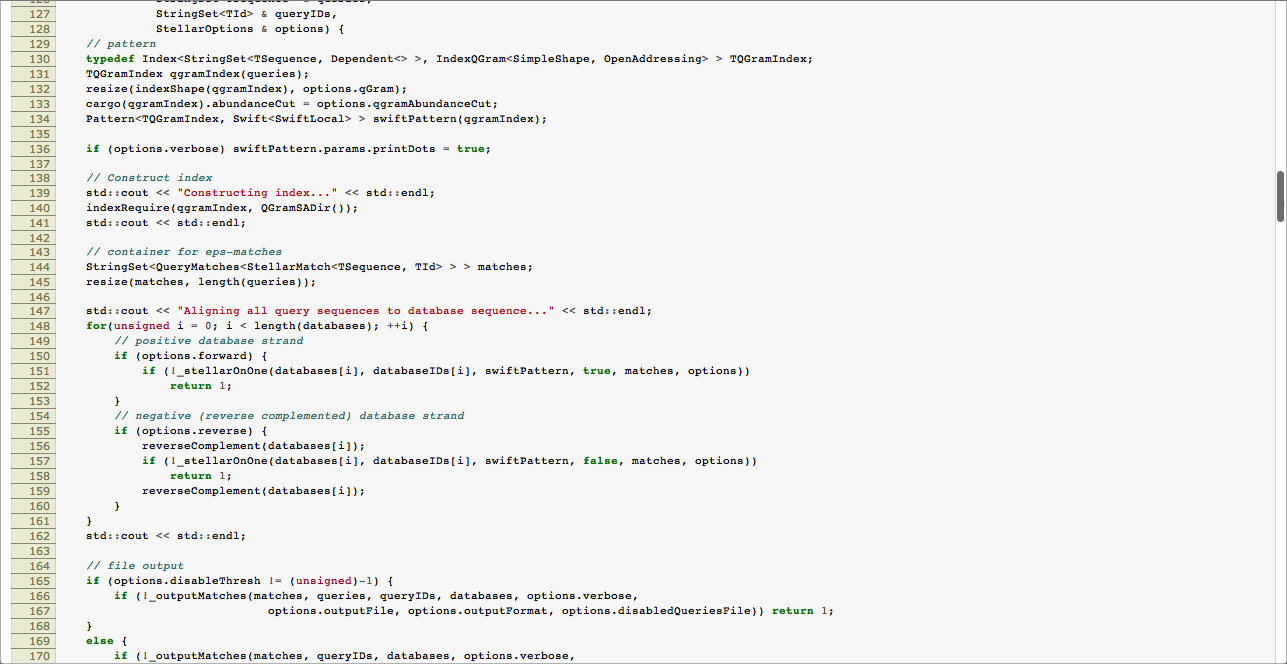 127 StringSet<TId> & queryIDs,
128 StellarOptions & options) {
129 // pattern
130 typedef Index<StringSet<TSequence, Dependent<> >, IndexQGram<SimpleShape, OpenAddressing> > TQGramIndex;
131 TQGramIndex qgramIndex(queries);
132 resize(indexShape(qgramIndex), options.qGram);
133 cargo(qgramIndex).abundanceCut = options.qgramAbundanceCut;
134 Pattern<TQGramIndex, Swift<SwiftLocal> > swiftPattern(qgramIndex);
135
136 if (options.verbose) swiftPattern.params.printDots = true;
137
138 // Construct index
139 std::cout << "Constructing index..." << std::endl;
140 indexRequire(qgramIndex, QGramSADir());
141 std::cout << std::endl;
142
143 // container for eps-matches
144 StringSet<QueryMatches<StellarMatch<TSequence, TId> > > matches;
145 resize(matches, length(queries));
146
147 std::cout << "Aligning all query sequences to database sequence..." << std::endl;
148 for(unsigned i = 0; i < length(databases); ++i) {
149 // positive database strand
150 if (options.forward) {
151 if (!_stellarOnOne(databases[i], databaseIDs[i], swiftPattern, true, matches, options))
152 return 1;
153 }
154 // negative (reverse complemented) database strand
155 if (options.reverse) {
156 reverseComplement(databases[i]);
157 if (!_stellarOnOne(databases[i], databaseIDs[i], swiftPattern, false, matches, options))
158 return 1;
159 reverseComplement(databases[i]);
160 }
161 }
162 std::cout << std::endl;
163
164 // file output
165 if (options.disableThresh != (unsigned)-1) {
166 if (!_outputMatches(matches, queries, queryIDs, databases, options.verbose,
167 options.outputFile, options.outputFormat, options.disabledQueriesFile)) return 1;
168 }
169 else {
170 if (!_outputMatches(matches, queryIDs, databases, options.verbose,